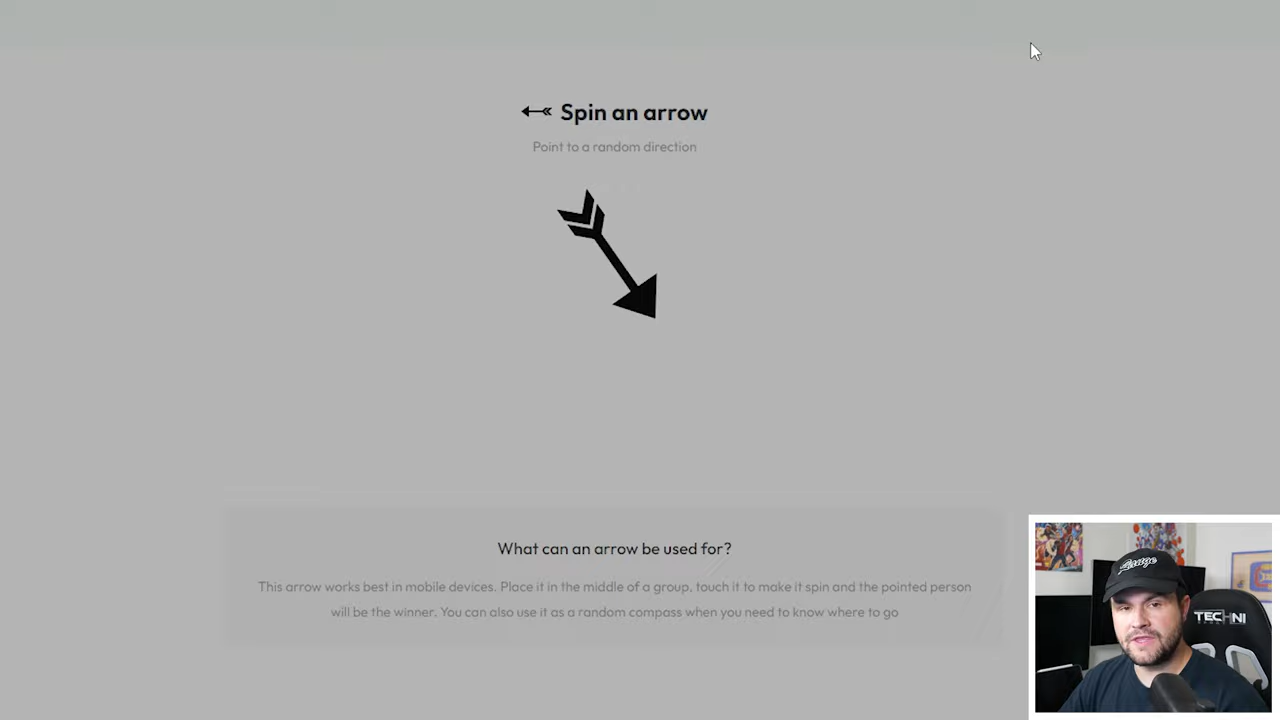 Spin an arrow
Point to a random direction
What can an arrow be used for?
This arrow works best in mobile devices. Place it in the middle of a group, touch it to make it spin and the pointed person
will be the winner. You can also use it as a random compass when you need to know where to go
TECHNI